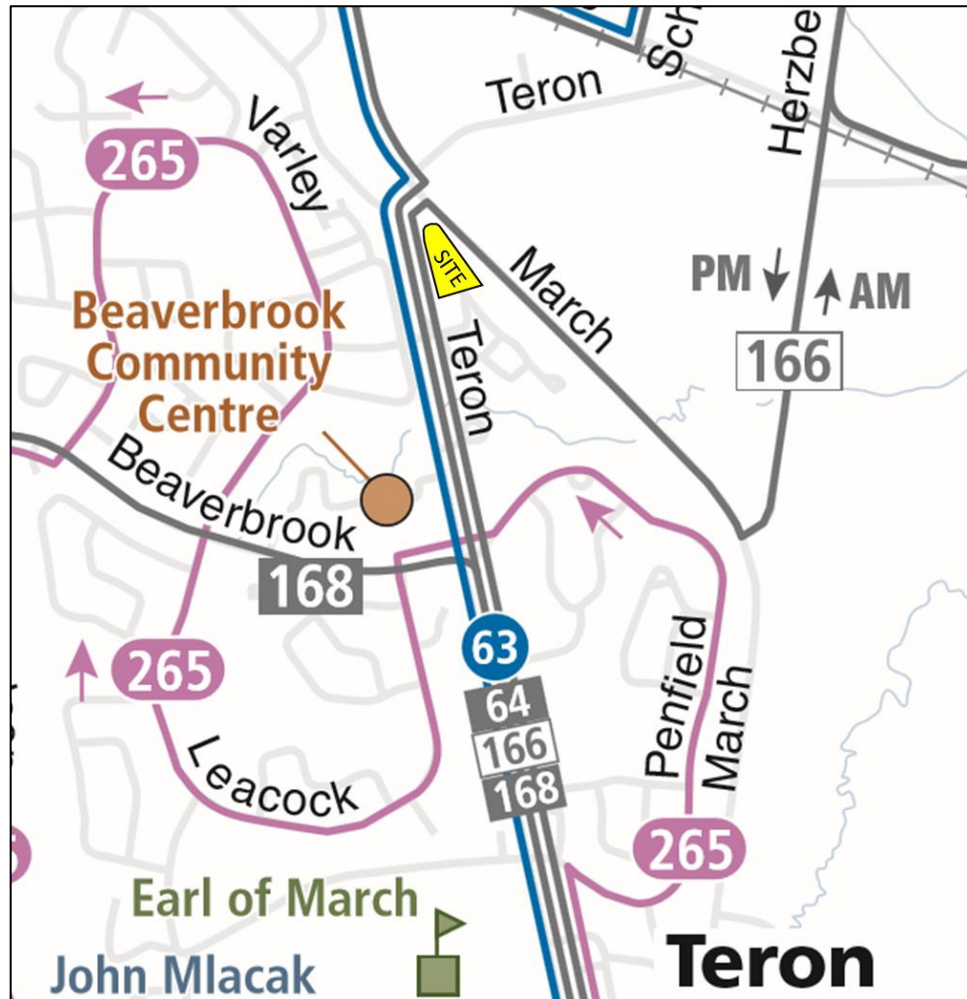 Teron
Sch
Herzbe
265
Varley
SITE
March
PM
AM
166
Beaverbrook
Community
Centre
Teron
Beaverbrook
168
63
64
166
168
265
Penfield
March
Leacock
265
Earl of March
John Mlacak
Teron